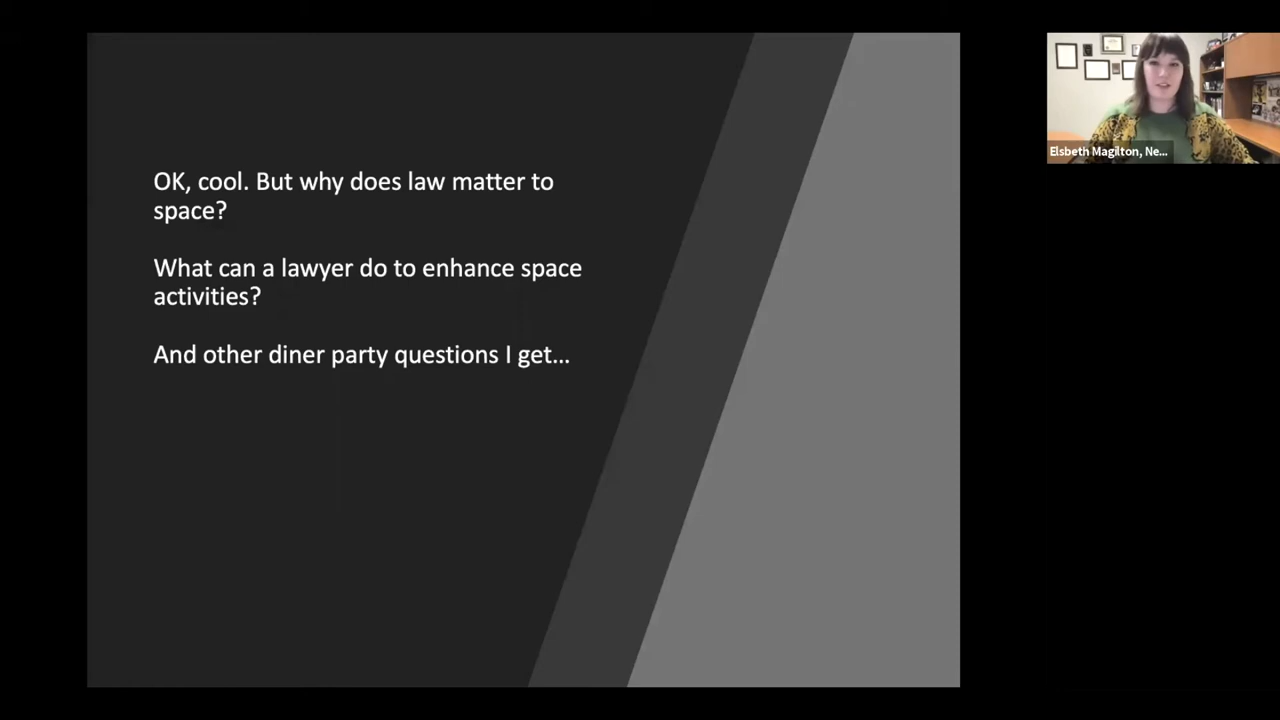 OK, cool. But why does law matter to
space?
What can a lawyer do to enhance space
activities?
And other diner party questions I get...
Elsbeth Magilton, Ne...